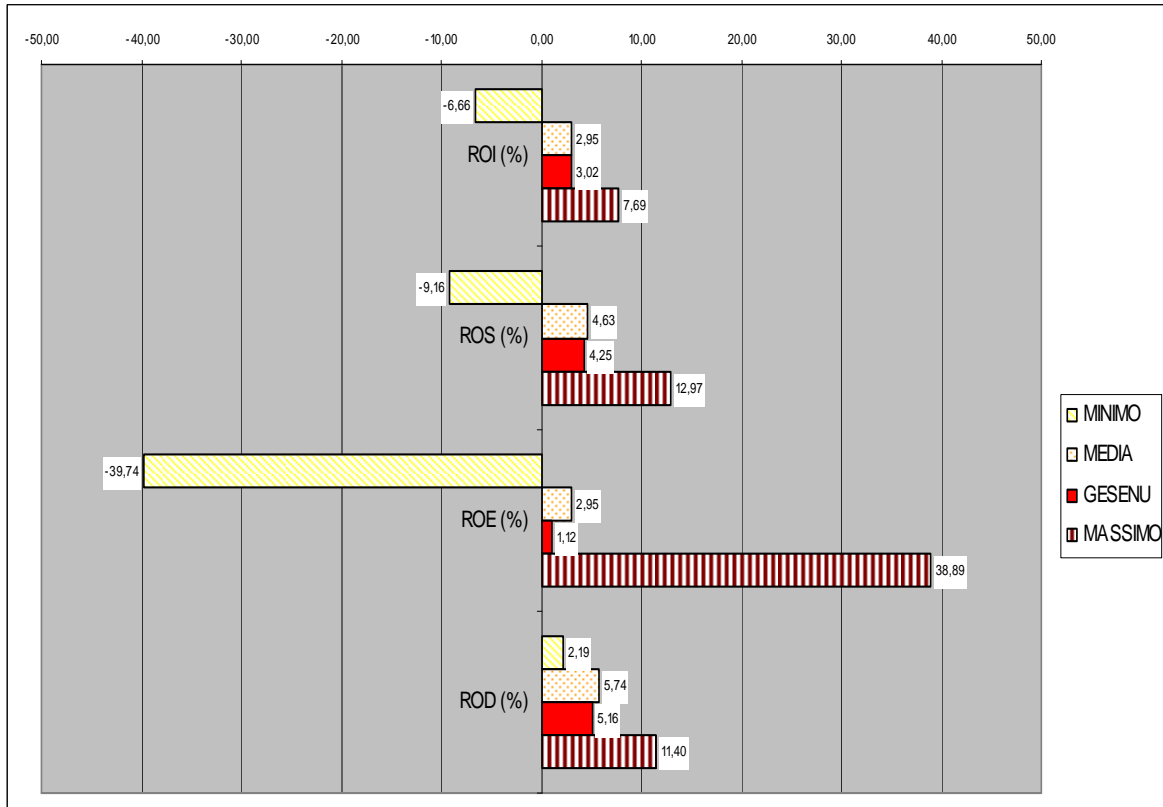 -50,00 -40,00 -30,00 -20,00 -10,00 0,00 10,00 20,00 30,00 40,00 50,00
-6,66
2,95
ROI (%)
3,02
7,69
-9,16
4,63
ROS (%)
4,25
12,97
-39,74
2,95
ROE (%)
1,12
38,89
2,19
5,74
ROD (%)
5,16
11,40
MINIMO
MEDIA
GESENU
MASSIMO